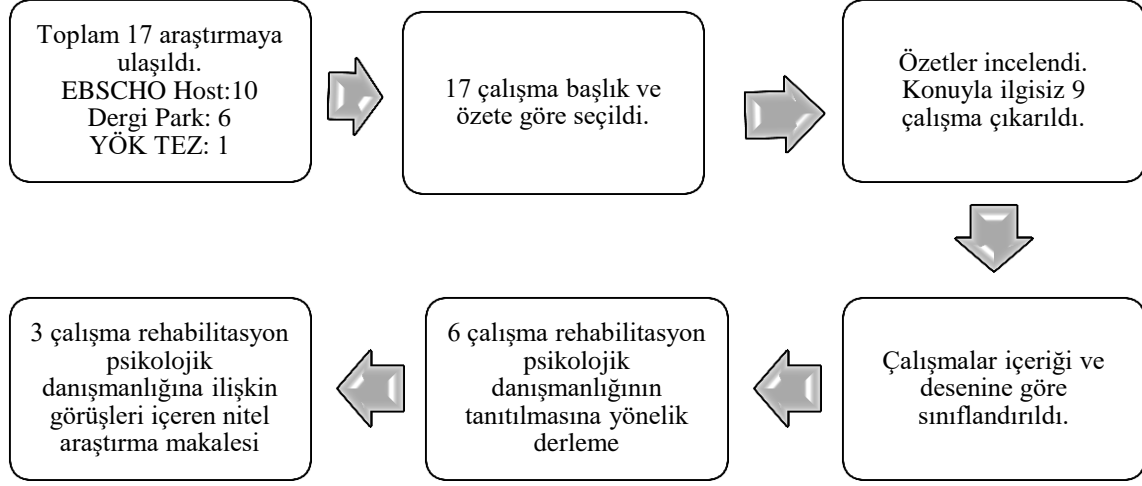 Toplam 17 araştırmaya
ulaşıldı.
EBSCHO Host:10
Dergi Park: 6
YÖK TEZ: 1
17 çalışma başlık ve
özete göre seçildi.
Özetler incelendi.
Konuyla ilgisiz 9
çalışma çıkarıldı.
Çalışmalar içeriği ve
desenine göre
sınıflandırıldı.
6 çalışma rehabilitasyon
psikolojik
danışmanlığının
tanıtılmasına yönelik
derleme
3 çalışma rehabilitasyon
psikolojik
danışmanlığına ilişkin
görüşleri içeren nitel
araştırma makalesi